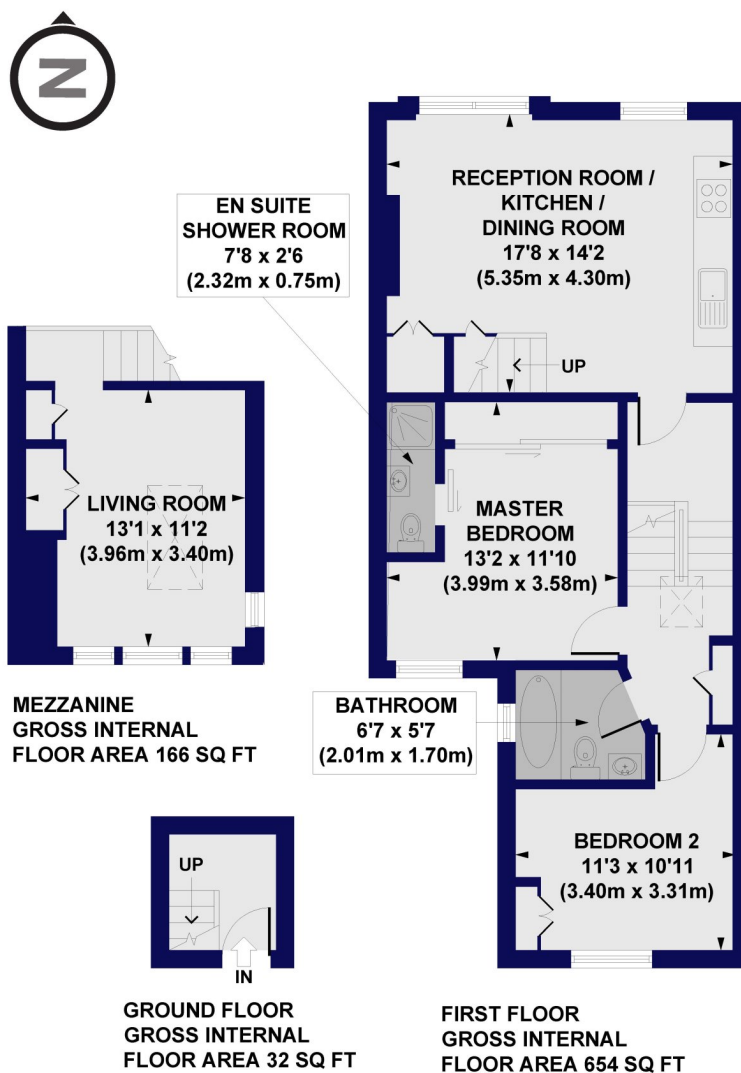 N
EN SUITE
SHOWER ROOM
7'8 x 2'6
(2.32m x 0.75m)
RECEPTION ROOM /
KITCHEN /
DINING ROOM
17'8 x 14'2
(5.35m x 4.30m)
UP
LIVING ROOM
13'1 x 11'2
(3.96m x 3.40m)
MASTER
BEDROOM
13'2 x 11'10
(3.99m x 3.58m)
MEZZANINE
GROSS INTERNAL
FLOOR AREA 166 SQ FT
BATHROOM
6'7 x 5'7
(2.01m x 1.70m)
BEDROOM 2
11'3 x 10'11
(3.40m x 3.31m)
UP
IN
GROUND FLOOR
GROSS INTERNAL
FLOOR AREA 32 SQ FT
FIRST FLOOR
GROSS INTERNAL
FLOOR AREA 654 SQ FT